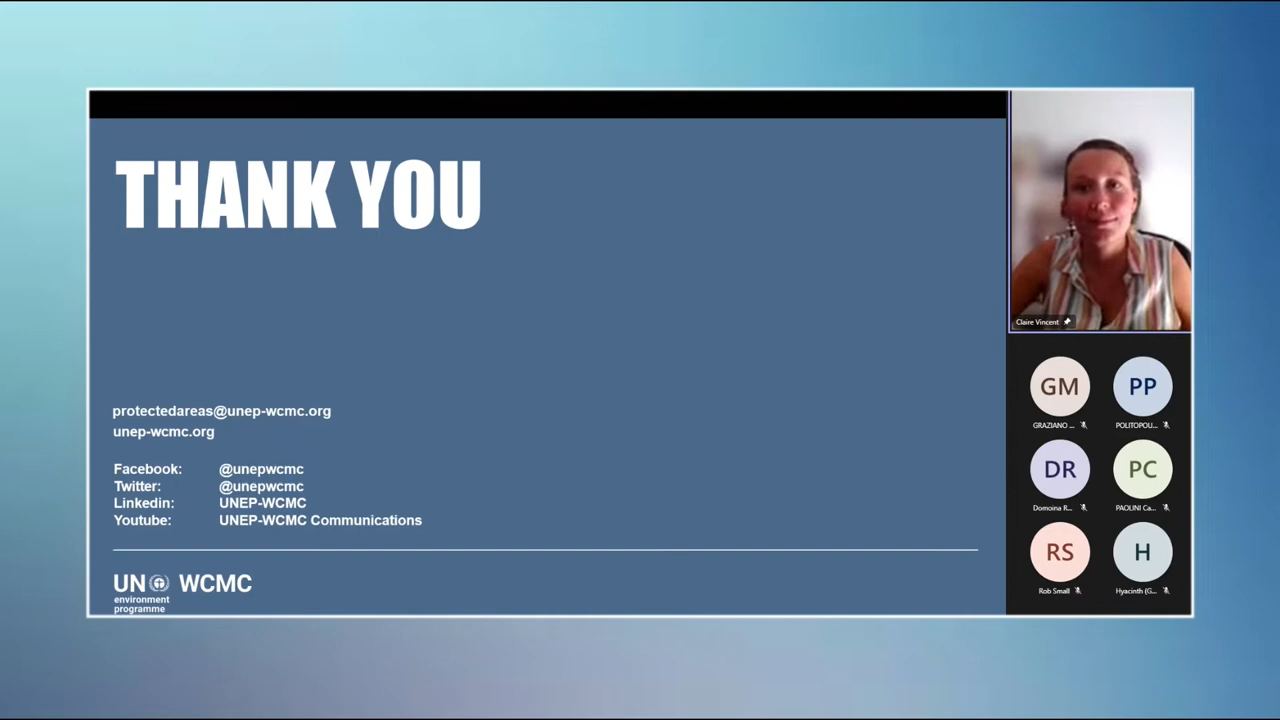 THANK YOU
protectedareas@unep-wcmc.org
unep-wcmc.org
Facebook: @unepwcmc
Twitter: @unepwcmc
Linkedin: UNEP-WCMC
Youtube: UNEP-WCMC Communications
UN WCMC
environment
programme
Claire Vincent
GM PP
GRAZIANO ... POLITOPOU...
DR PC
Domoina R... PAOLINI Ca...
RS H
Rob Small Hyacinth (G...